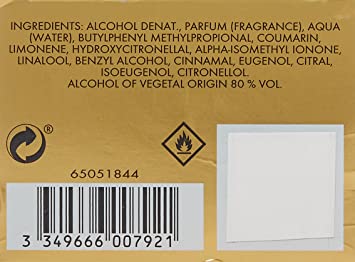 INGREDIENTS: ALCOHOL DENAT., PARFUM (FRAGRANCE), AQUA
(WATER), BUTYLPHENYL METHYLPROPIONAL, COUMARIN,
LIMONENE, HYDROXYCITRONELLAL, ALPHA-ISOMETHYL IONONE,
LINALOOL, BENZYL ALCOHOL, CINNAMAL, EUGENOL, CITRAL,
ISOEUGENOL, CITRONELLOL.
ALCOHOL OF VEGETAL ORIGIN 80 % VOL.
65051844
3 349666 007921